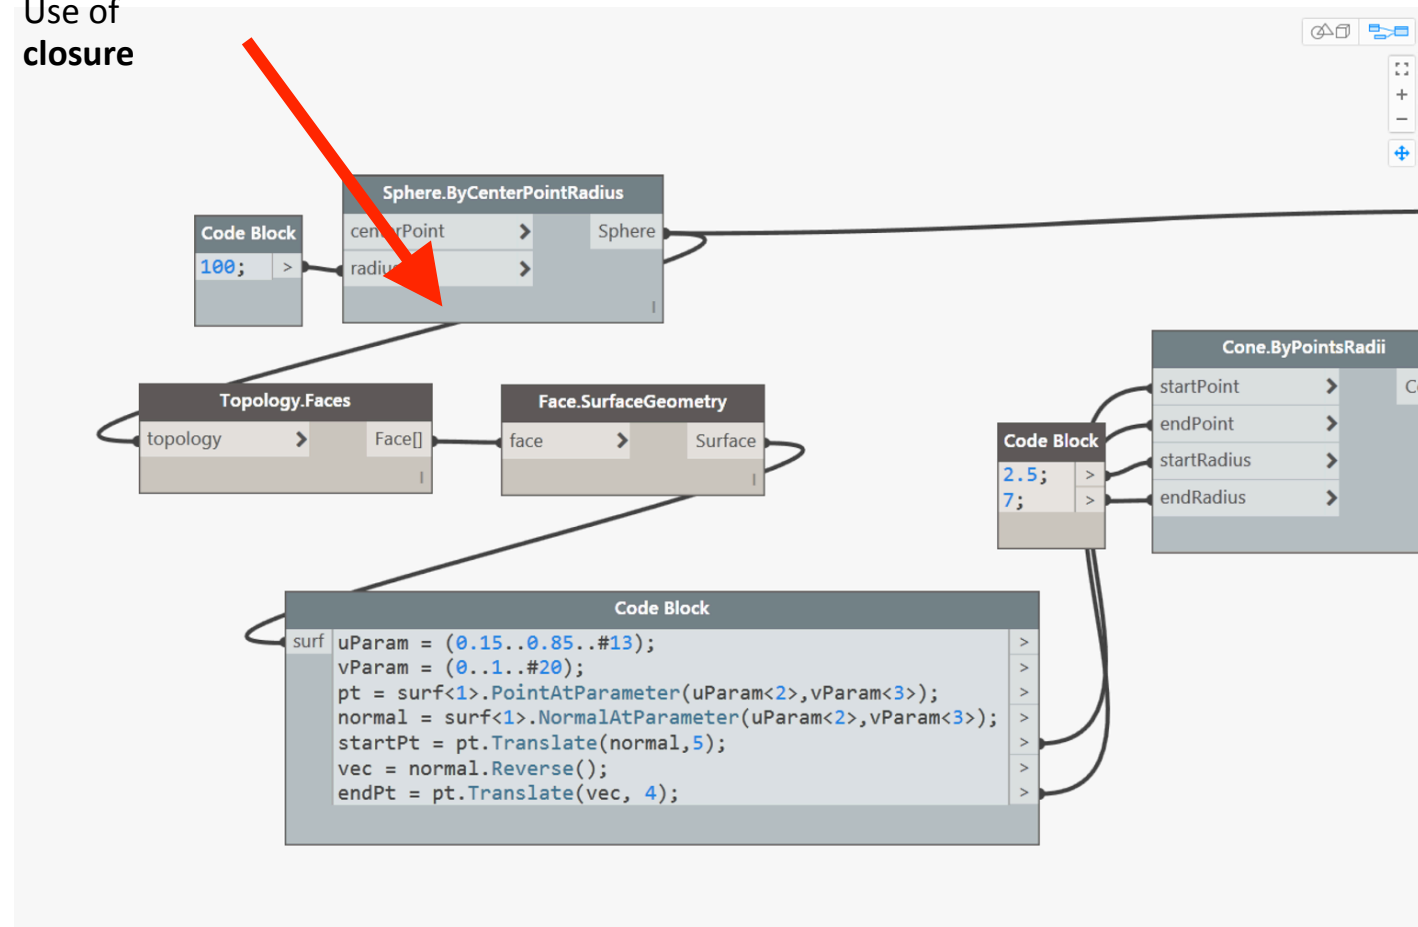 Use of
closure
Sphere.ByCenterPointRadius
Code Block
centerPoint
Sphere
100;
>
radius
Cone.ByPointsRadii
startPoint
Topology.Faces
Face.SurfaceGeometry
endPoint
topology
Face[]
face
Surface
Code Block
startRadius
2.5;
>
7;
>
endRadius
Code Block
surf
uParam = (0.15..0.85..#13);
>
vParam = (0..1..#20);
>
pt = surf<1>.PointAtParameter(uParam<2>,vParam<3>);
>
normal = surf<1>.NormalAtParameter(uParam<2>,vParam<3>);
>
startPt = pt.Translate(normal,5);
>
vec = normal.Reverse();
>
endPt = pt.Translate(vec, 4);
>